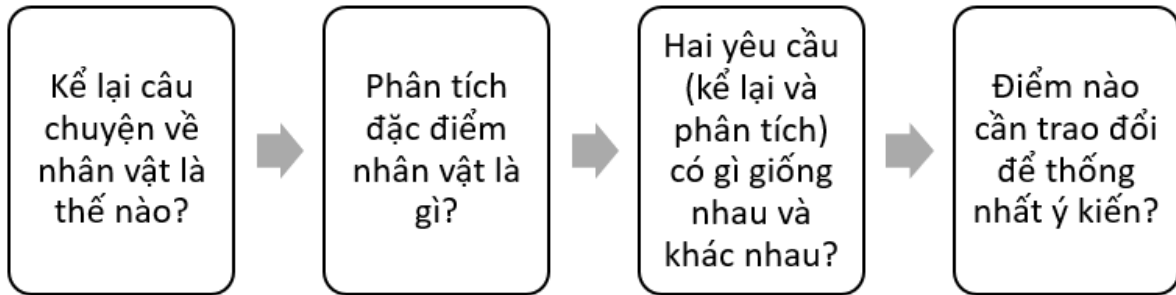 Kể lại câu
chuyện về
nhân vật là
thế nào?
Phân tích
đặc điểm
nhân vật là
gì?
Hai yêu cầu
(kể lại và
phân tích)
có gì giống
nhau và
khác nhau?
Điểm nào
cần trao đổi
để thống
nhất ý kiến?